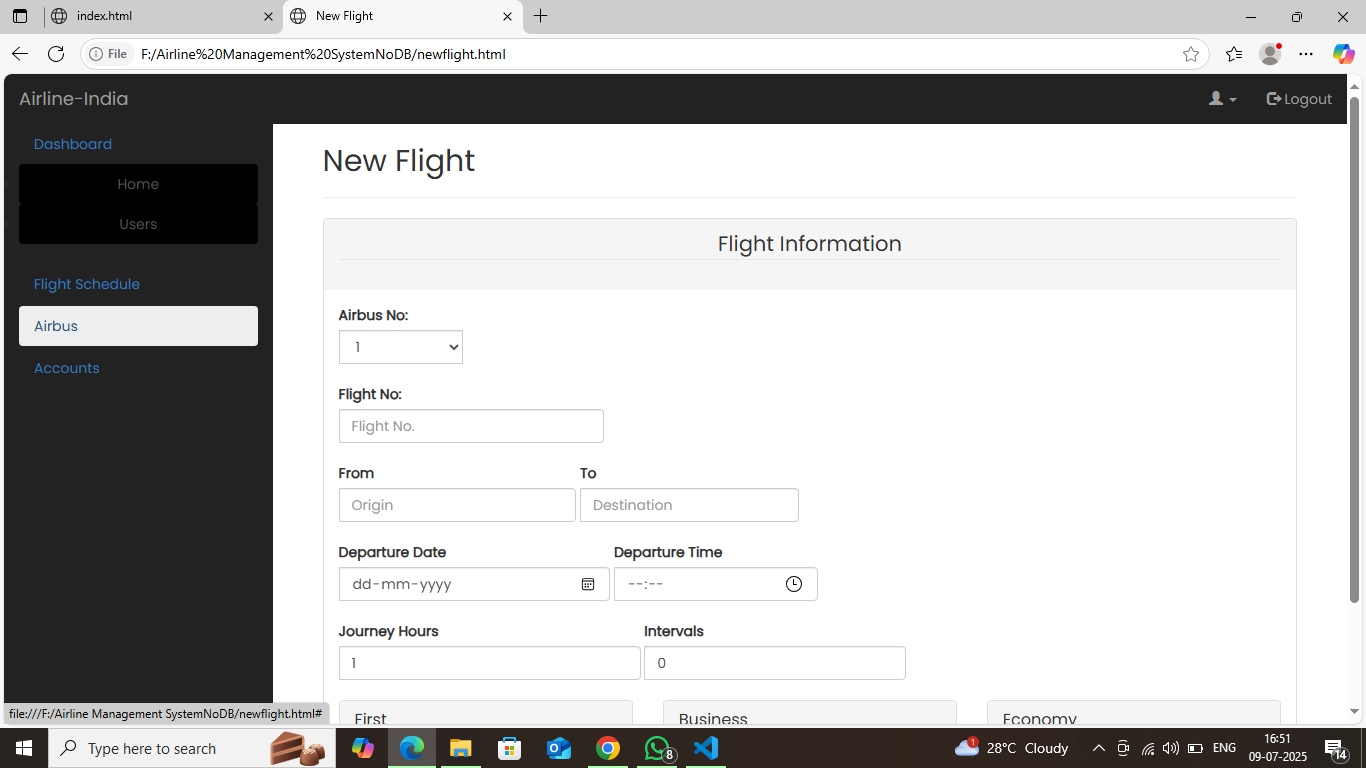 index.html
New Flight
File
F:/Airline%20Management%20SystemNoDB/newflight.html
Airline-India
Logout
Dashboard
Home
Users
Flight Schedule
Airbus
Accounts
New Flight
Flight Information
Airbus No:
1
Flight No:
Flight No.
From To
Origin Destination
Departure Date Departure Time
dd-mm-yyyy --:--
Journey Hours Intervals
1 0
First Business Economy
file:///F:/Airline Management SystemNoDB/newflight.html#
Type here to search
8
1
28°C Cloudy
ENG
16:51
09-07-2025
14